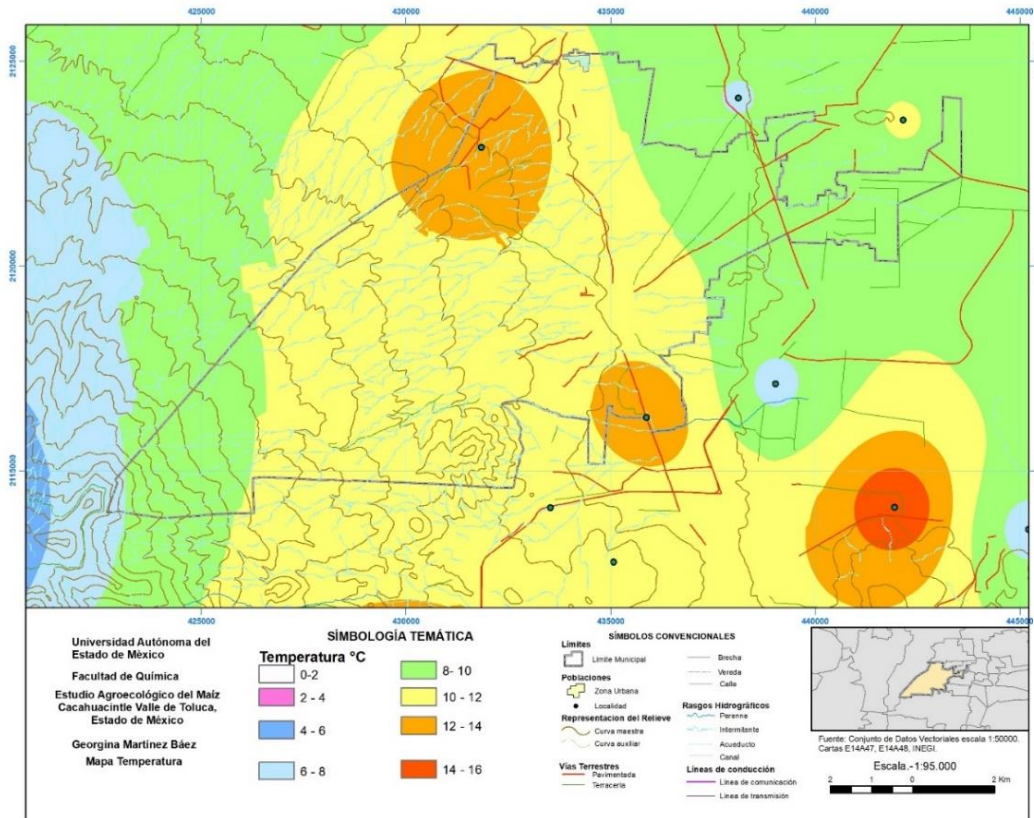 425000 430000 435000 440000 445000
2125000
2120000
2115000
425000 430000 435000 440000 445000
Universidad Autónoma del
Estado de México
Facultad de Química
Estudio Agroecológico del Maíz
Cacahuacintle Valle de Toluca,
Estado de México
Georgina Martínez Báez
Mapa Temperatura
SÍMBOLOGÍA TEMÁTICA
Temperatura °C
0-2
2 - 4
4 - 6
6 - 8
8- 10
10 - 12
12 - 14
14 - 16
SÍMBOLOS CONVENCIONALES
Límites
Límite Municipal
Poblaciones
Zona Urbana
Localidad
Representacion del Relieve
Curva maestra
Curva auxiliar
Vías Terrestres
Pavimentada
Terracería
Brecha
Vereda
Calle
Rasgos Hidrográficos
Perenne
Intermitente
Acueducto
Canal
Líneas de conducción
Línea de comunicación
Línea de transmisión
Fuente: Conjunto de Datos Vectoriales escala 1:50000.
Cartas E14A47, E14A48, INEGI.
Escala.-1:95.000
2 1 0 2 Km